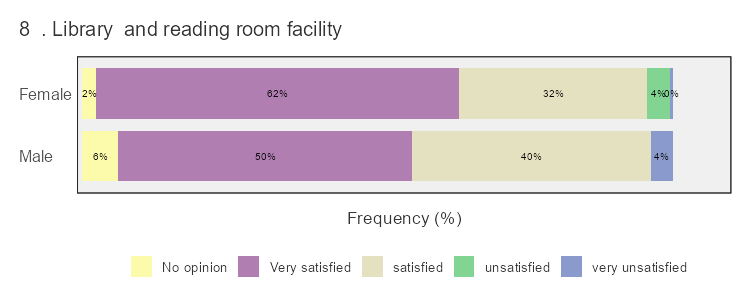 8 . Library and reading room facility
Female 2% 62% 32% 4% 0%
Male 6% 50% 40% 4%
Frequency (%)
No opinion Very satisfied satisfied unsatisfied very unsatisfied